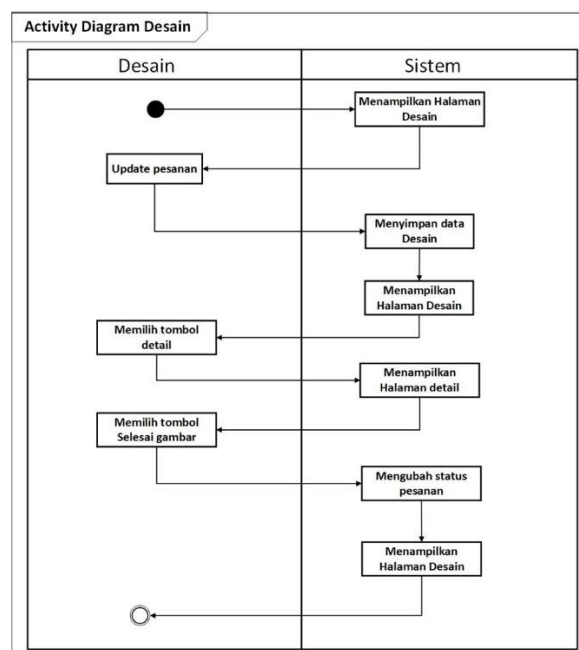 Activity Diagram Desain
Desain
Sistem
Menampilkan Halaman
Desain
Update pesanan
Menyimpan data
Desain
Menampilkan
Halaman Desain
Memilih tombol
detail
Menampilkan
Halaman detail
Memilih tombol
Selesai gambar
Mengubah status
pesanan
Menampilkan
Halaman Desain